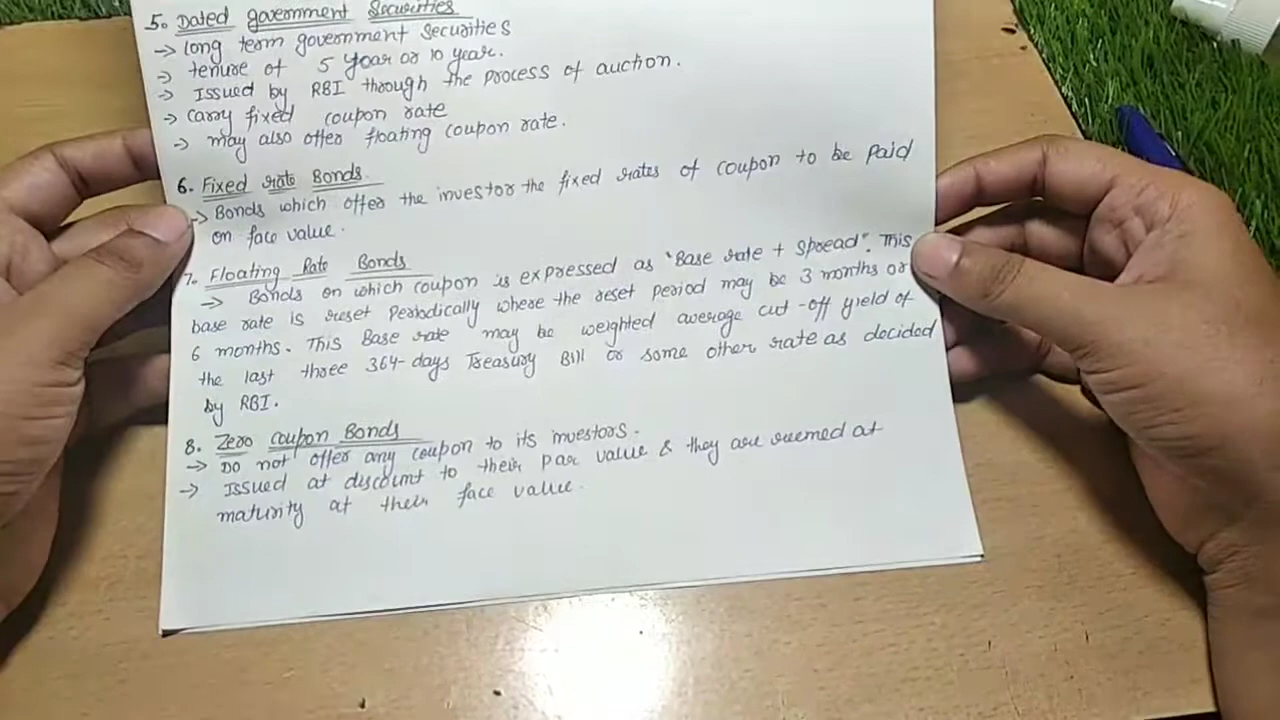 5. Dated government Securities
→ long term government securities
→ tenure of 5 year or 10 year.
→ Issued by RBI through the process of auction.
→ carry fixed coupon rate
→ may also offer floating coupon rate.
6. Fixed rate Bonds.
→ Bonds which offer the investor the fixed rates of coupon to be paid
on face value.
7. Floating Rate Bonds
→ Bonds on which coupon is expressed as "Base rate + Spread". This
base rate is reset Periodically where the reset period may be 3 months or
6 months. This Base rate may be weighted average cut-off yield of
the last three 364-days Treasury Bill or some other rate as decided
by RBI.
8. Zero coupon Bonds
→ DO not offer any coupon to its investors.
→ Issued at discount to their par value & they are reemed at
maturity at their face value.